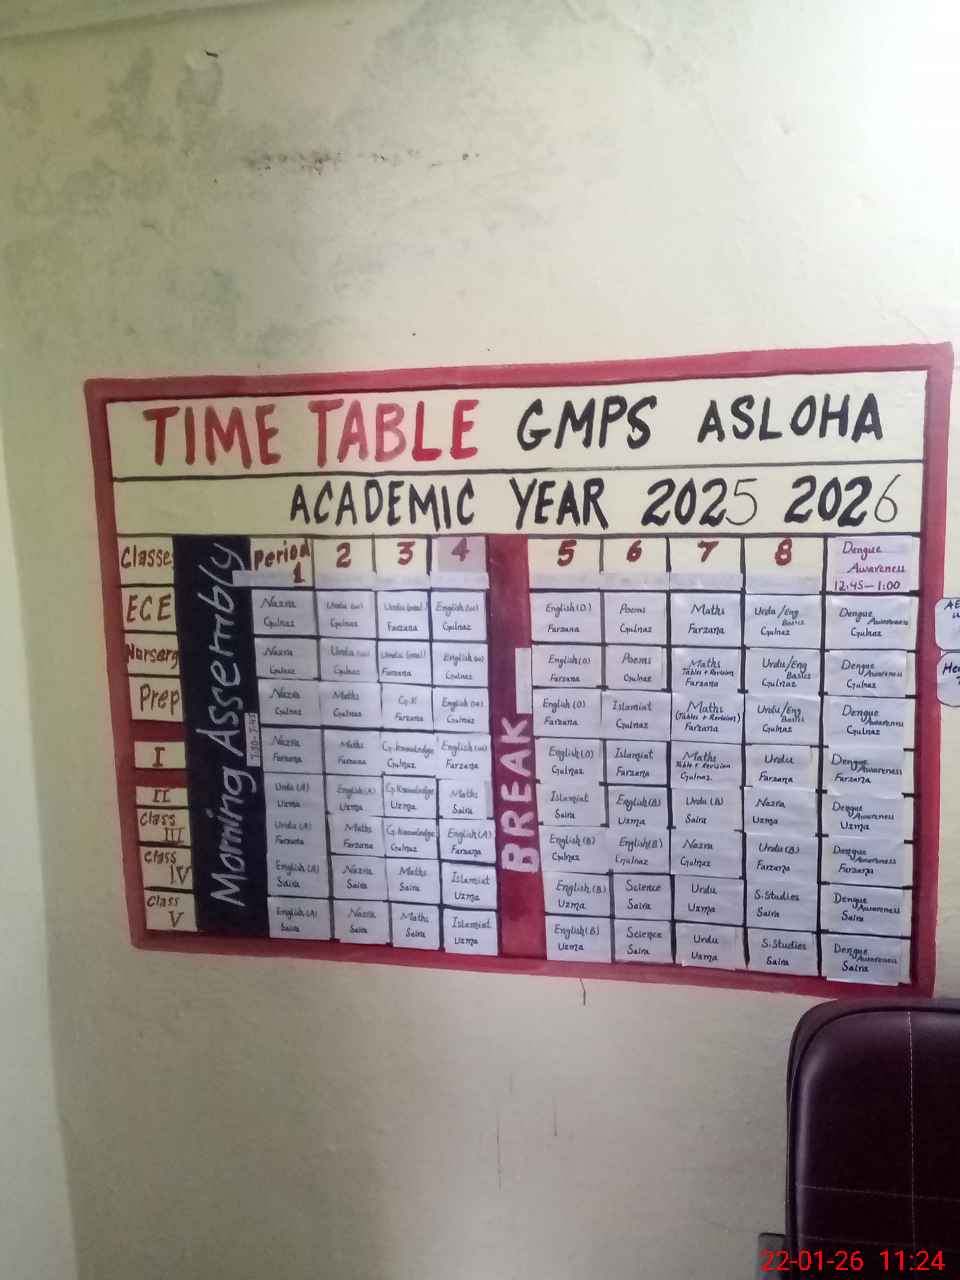 TIME TABLE GMPS ASLOHA
ACADEMIC YEAR 2025 2026
Classes
Morning Assembly
Period 1
2
3
4
BREAK
5
6
7
8
Dengue
Awareness
12:45-1:00
ECE
Nazra
Gulnaz
Urdu (w)
Gulnaz
Urdu (oral)
Farzana
English (w)
Gulnaz
English (O)
Farzana
Poems
Gulnaz
Maths
Farzana
Urdu/Eng
Basics
Gulnaz
Dengue
Awareness
Gulnaz
Nursery
Nazra
Gulnaz
Urdu (w)
Gulnaz
Urdu (oral)
Farzana
English (w)
Gulnaz
English (O)
Farzana
Poems
Gulnaz
Maths
Tables + Revision
Farzana
Urdu/Eng
Basics
Gulnaz
Dengue
Awareness
Gulnaz
Prep
Nazra
Gulnaz
Maths
Gulnaz
G.K
Farzana
English (w)
Gulnaz
English (O)
Farzana
Islamiat
Gulnaz
Maths
(Tables + Revision)
Farzana
Urdu/Eng
Basics
Gulnaz
Dengue
Awareness
Gulnaz
I
Nazra
Farzana
Maths
Farzana
G.knowledge
Gulnaz
English (w)
Farzana
English (O)
Gulnaz
Islamiat
Farzana
Maths
Table + Revision
Gulnaz
Urdu
Farzana
Dengue
Awareness
Farzana
II
Urdu (A)
Uzma
English (A)
Uzma
G.Knowledge
Uzma
Maths
Saira
Islamiat
Saira
English (B)
Uzma
Urdu (B)
Saira
Nazra
Uzma
Dengue
Awareness
Uzma
Class
III
Urdu (A)
Farzana
Maths
Farzana
G.knowledge
Gulnaz
English (A)
Farzana
English (B)
Gulnaz
English (B)
Gulnaz
Nazra
Gulnaz
Urdu (B)
Farzana
Dengue
Awareness
Farzana
Class
IV
English (A)
Saira
Nazra
Saira
Maths
Saira
Islamiat
Uzma
English (B)
Uzma
Science
Saira
Urdu
Uzma
S.Studies
Saira
Dengue
Awareness
Saira
Class
V
English (A)
Saira
Nazra
Saira
Maths
Saira
Islamiat
Uzma
English (B)
Uzma
Science
Saira
Urdu
Uzma
S.Studies
Saira
Dengue
Awareness
Saira
22-01-26 11:24